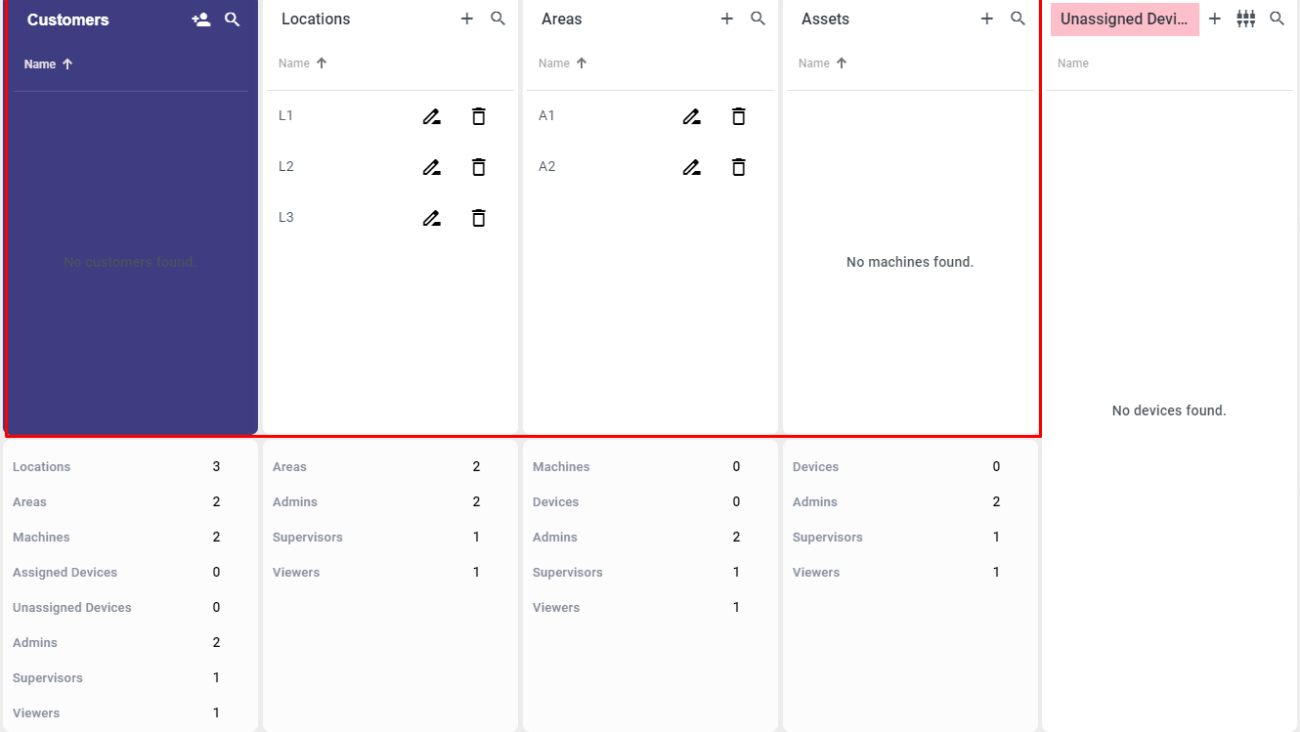 Customers
Name
No customers found.
Locations
Name
L1
L2
L3
Areas
Name
A1
A2
Assets
Name
No machines found.
Unassigned Devi...
Name
No devices found.
Locations 3
Areas 2
Machines 2
Assigned Devices 0
Unassigned Devices 0
Admins 2
Supervisors 1
Viewers 1
Areas 2
Admins 2
Supervisors 1
Viewers 1
Machines 0
Devices 0
Admins 2
Supervisors 1
Viewers 1
Devices 0
Admins 2
Supervisors 1
Viewers 1